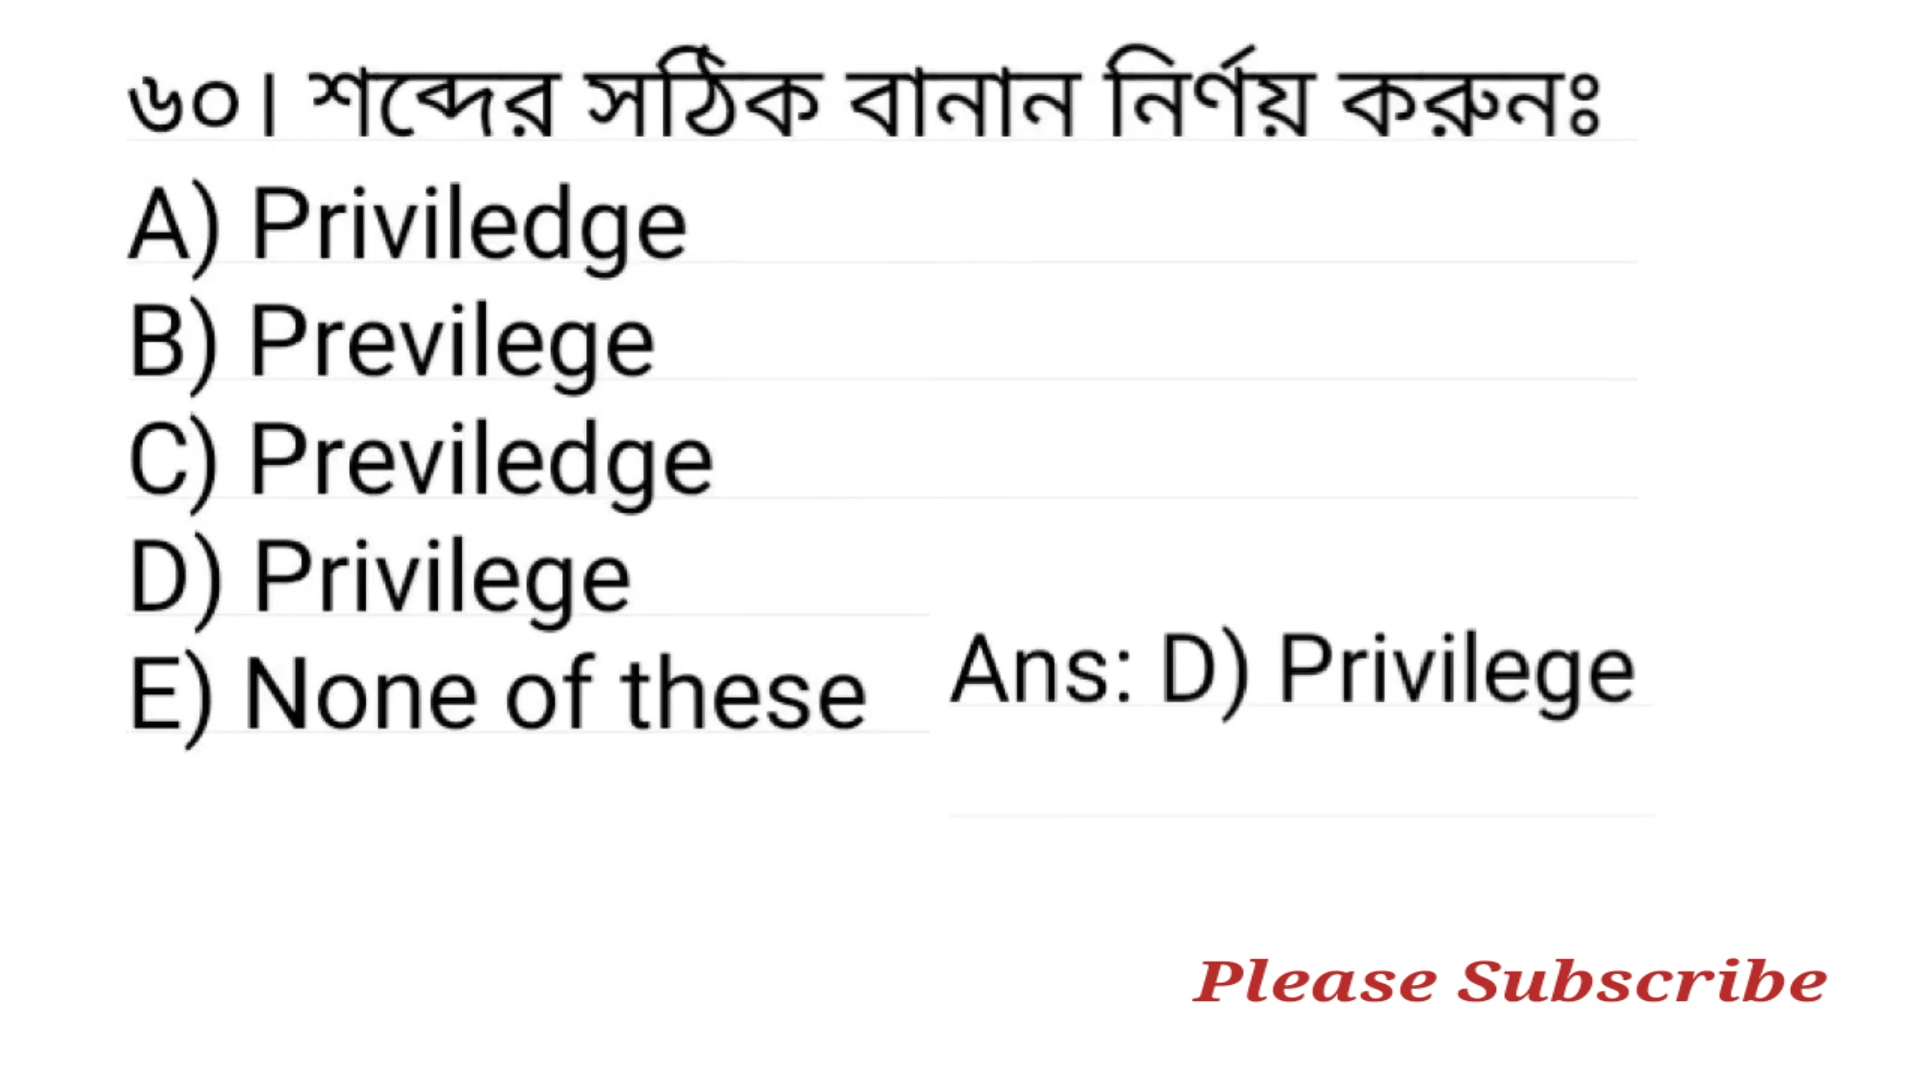 ৬০। শব্দের সঠিক বানান নির্ণয় করুনঃ
A) Priviledge
B) Previlege
C) Previledge
D) Privilege
E) None of these
Ans: D) Privilege
Please Subscribe